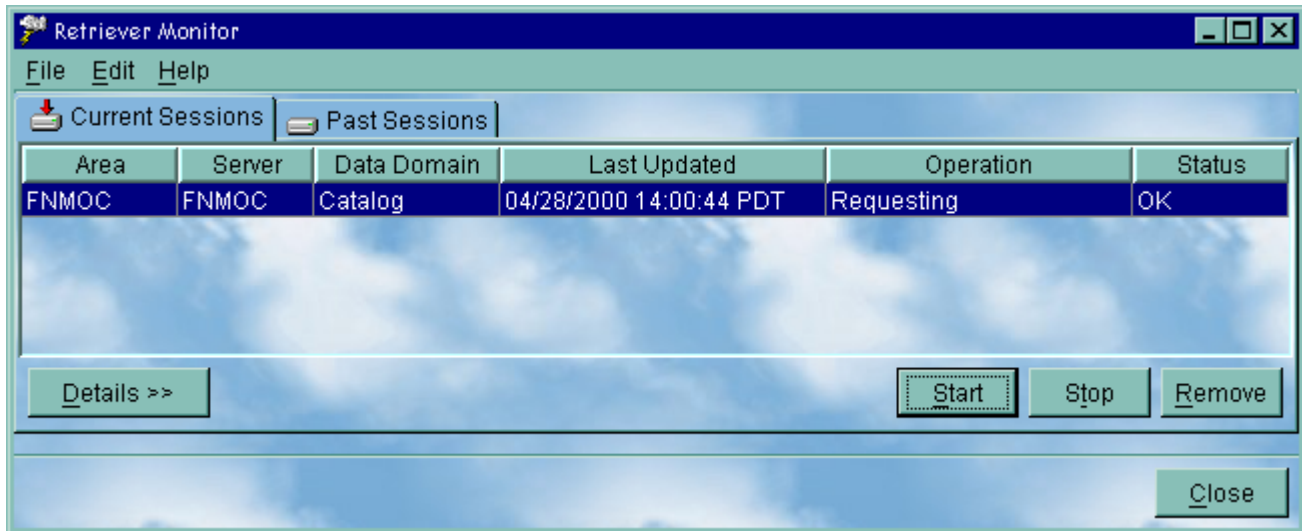 Retriever Monitor
File Edit Help
Current Sessions Past Sessions
Area Server Data Domain Last Updated Operation Status
FNMOC FNMOC Catalog 04/28/2000 14:00:44 PDT Requesting OK
Details >> Start Stop Remove
Close